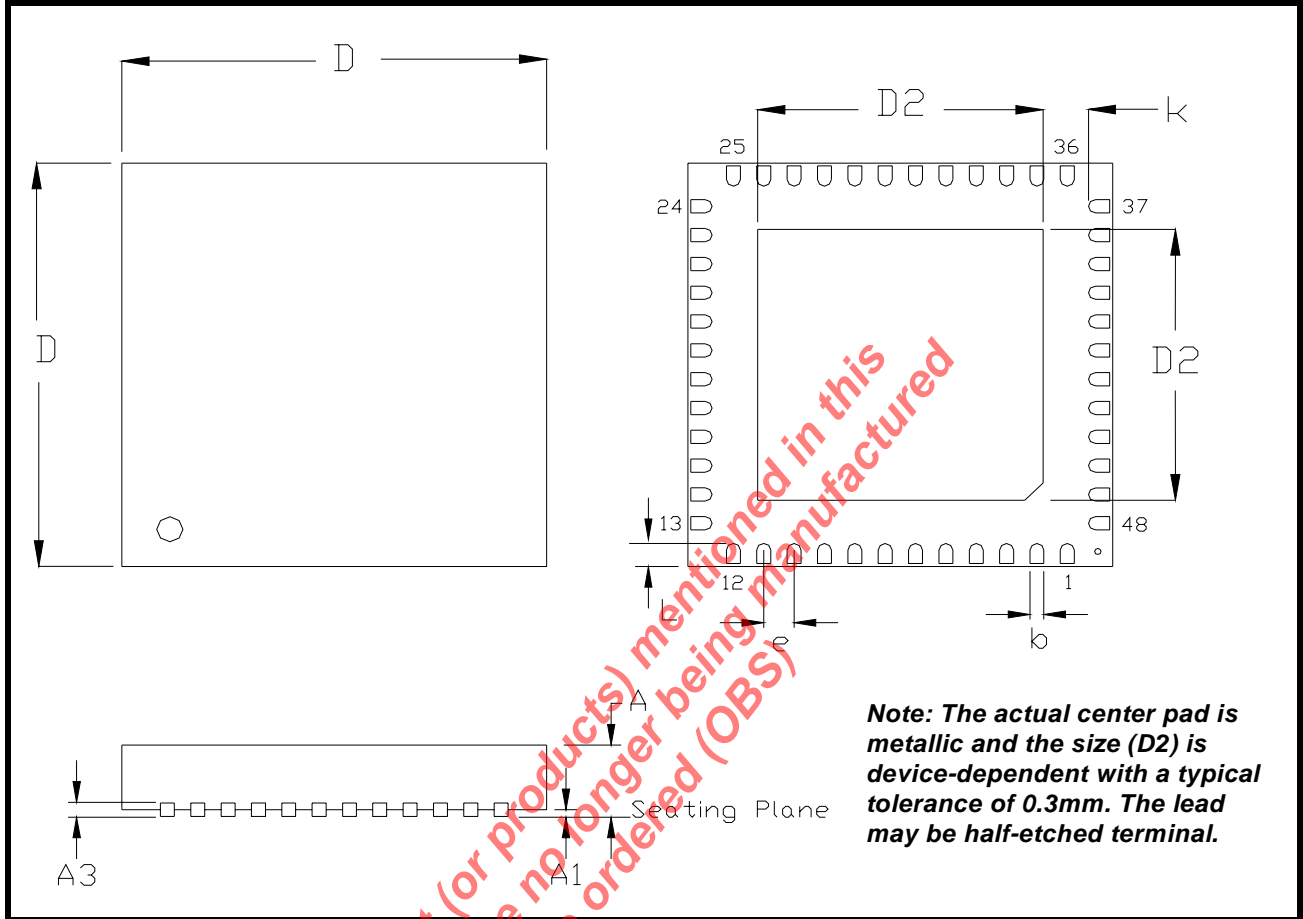 D
D2
k
25
36
24
37
D
D2
13
48
12
1
L
e
b
A
Seating Plane
A3
A1
Note: The actual center pad is
metallic and the size (D2) is
device-dependent with a typical
tolerance of 0.3mm. The lead
may be half-etched terminal.
t (or products) mentioned in this
e no longer being manufactured
ordered (OBS)